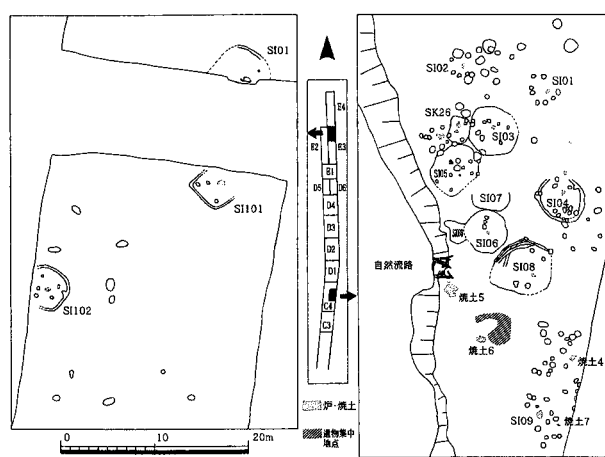 SI01
SI101
SI102
0
10
20m
E4
E2
E3
E1
D5
D6
D4
D3
D2
D1
C4
C3
炉・焼土
遺物集中
地点
SI02
SI01
SK26
SI03
SI05
SI04
SI07
SI06
自然流路
SI08
焼土5
焼土6
焼土4
SI09
焼土7